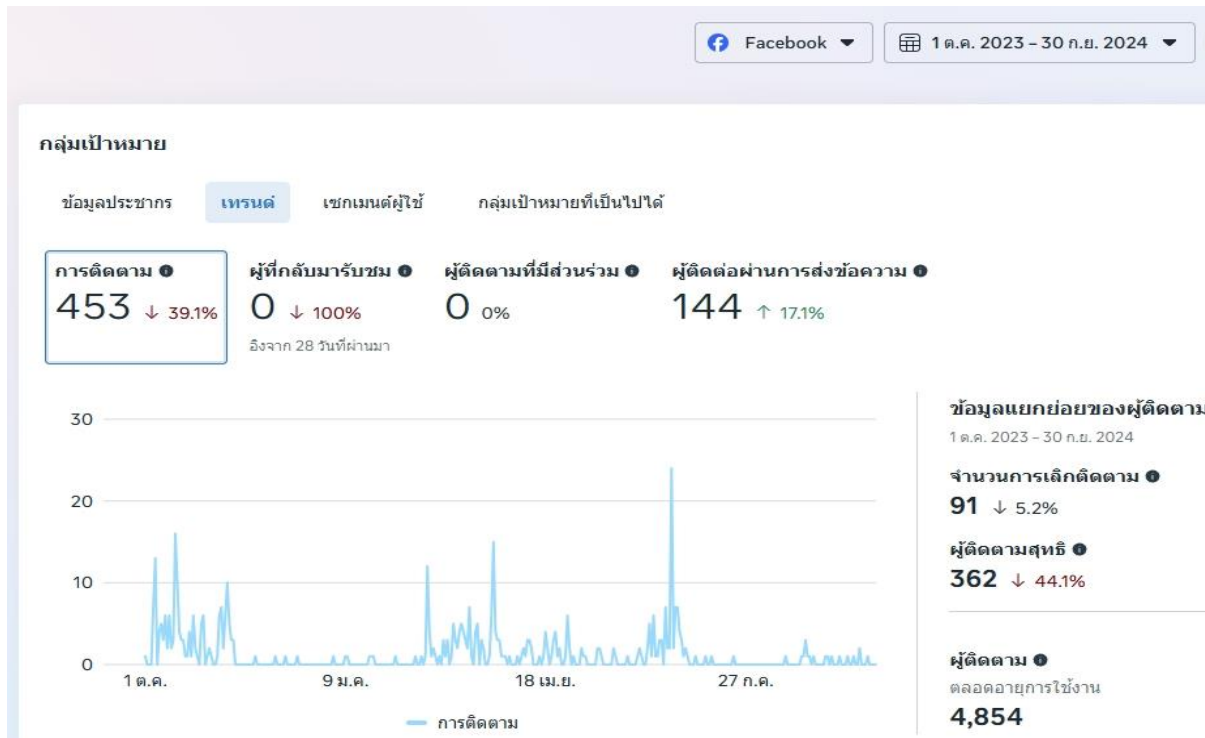 Facebook
1 ต.ค. 2023 – 30 ก.ย. 2024
กลุ่มเป้าหมาย
ข้อมูลประชากร เทรนด์ เซกเมนต์ผู้ใช้ กลุ่มเป้าหมายที่เป็นไปได้
การติดตาม ผู้ที่กลับมารับชม ผู้ติดตามที่มีส่วนร่วม ผู้ติดต่อผ่านการส่งข้อความ
453 ↓ 39.1% 0 ↓ 100% 0 0% 144 ↑ 17.1%
อิงจาก 28 วันที่ผ่านมา
30
20
10
0
1 ต.ค. 9 ม.ค. 18 เม.ย. 27 ก.ค.
การติดตาม
ข้อมูลแยกย่อยของผู้ติดตาม
1 ต.ค. 2023 – 30 ก.ย. 2024
จำนวนการเลิกติดตาม
91 ↓ 5.2%
ผู้ติดตามสุทธิ
362 ↓ 44.1%
ผู้ติดตาม
ตลอดอายุการใช้งาน
4,854